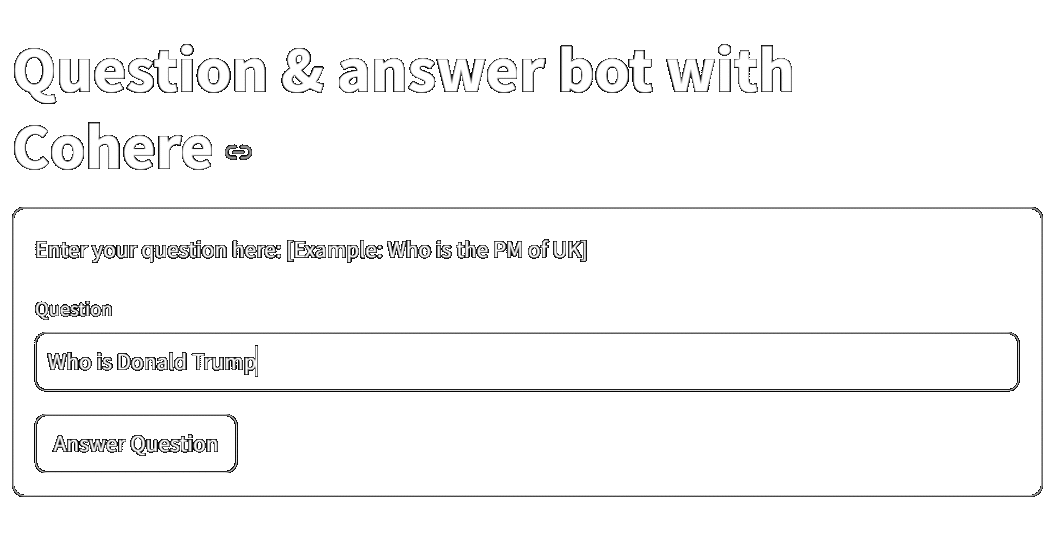 Question & answer bot with
Cohere
Enter your question here: [Example: Who is the PM of UK]
Question
Who is Donald Trump
Answer Question